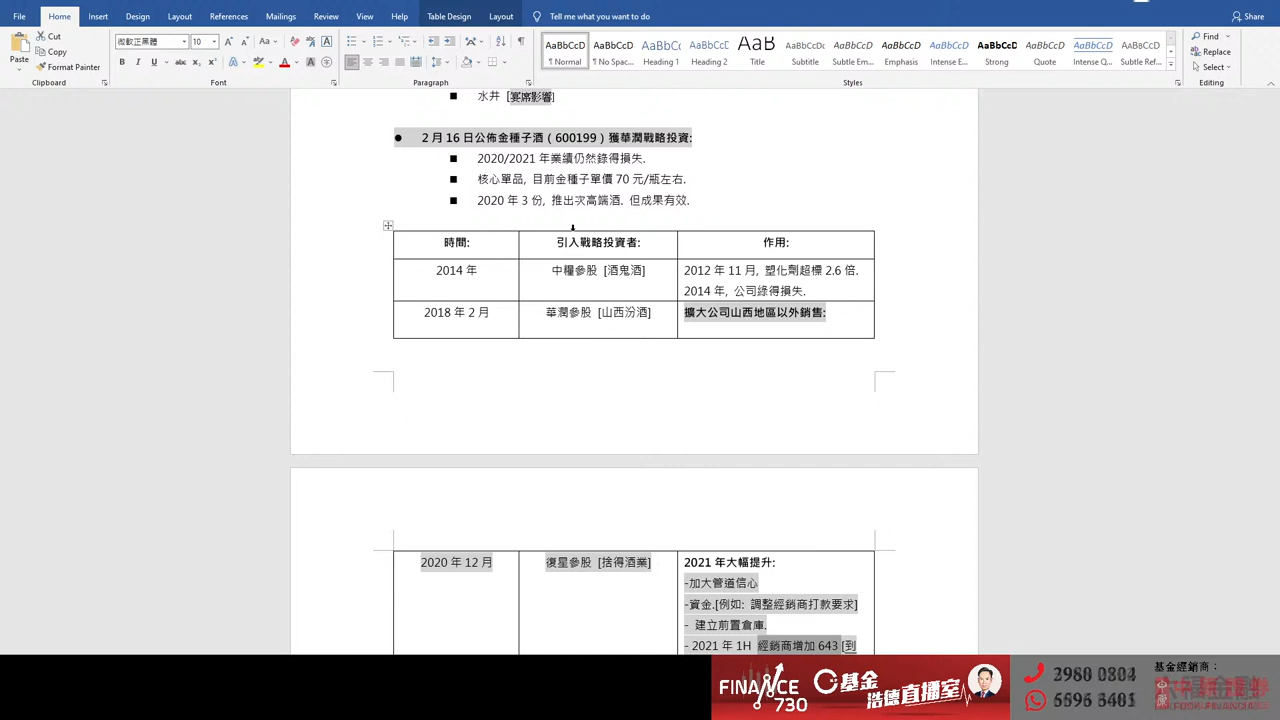 File Home Insert Design Layout References Mailings Review View Help Table Design Layout Tell me what you want to do Share
Paste
Cut
Copy
Format Painter
Clipboard
微軟正黑體 10
Font
Paragraph
AaBbCcD AaBbCcD AaBbCc AaBbCcD AaB AaBbCcD AaBbCcD AaBbCcD AaBbCcD AaBbCcD AaBbCcD AaBbCcD AaBbCcD
¶ Normal ¶ No Spac... Heading 1 Heading 2 Title Subtitle Subtle Em... Emphasis Intense E... Strong Quote Intense Q... Subtle Ref...
Styles
Find
Replace
Select
Editing
■ 水井 [宴席影響]
● 2 月 16 日公佈金種子酒 ( 600199 ) 獲華潤戰略投資:
■ 2020/2021 年業績仍然錄得損失.
■ 核心單品, 目前金種子單價 70 元/瓶左右.
■ 2020 年 3 份, 推出次高端酒. 但成果有效.
時間: 引入戰略投資者: 作用:
2014 年 中糧參股 [酒鬼酒] 2012 年 11 月, 塑化劑超標 2.6 倍.
2014 年, 公司錄得損失.
2018 年 2 月 華潤參股 [山西汾酒] 擴大公司山西地區以外銷售:
2020 年 12 月 復星參股 [捨得酒業] 2021 年大幅提升:
-加大管道信心
-資金.[例如: 調整經銷商打款要求]
- 建立前置倉庫.
- 2021 年 1H 經銷商增加 643 [到
FINANCE
730
基金
浩德直播室
2980 0804
5596 3401
基金經銷商：